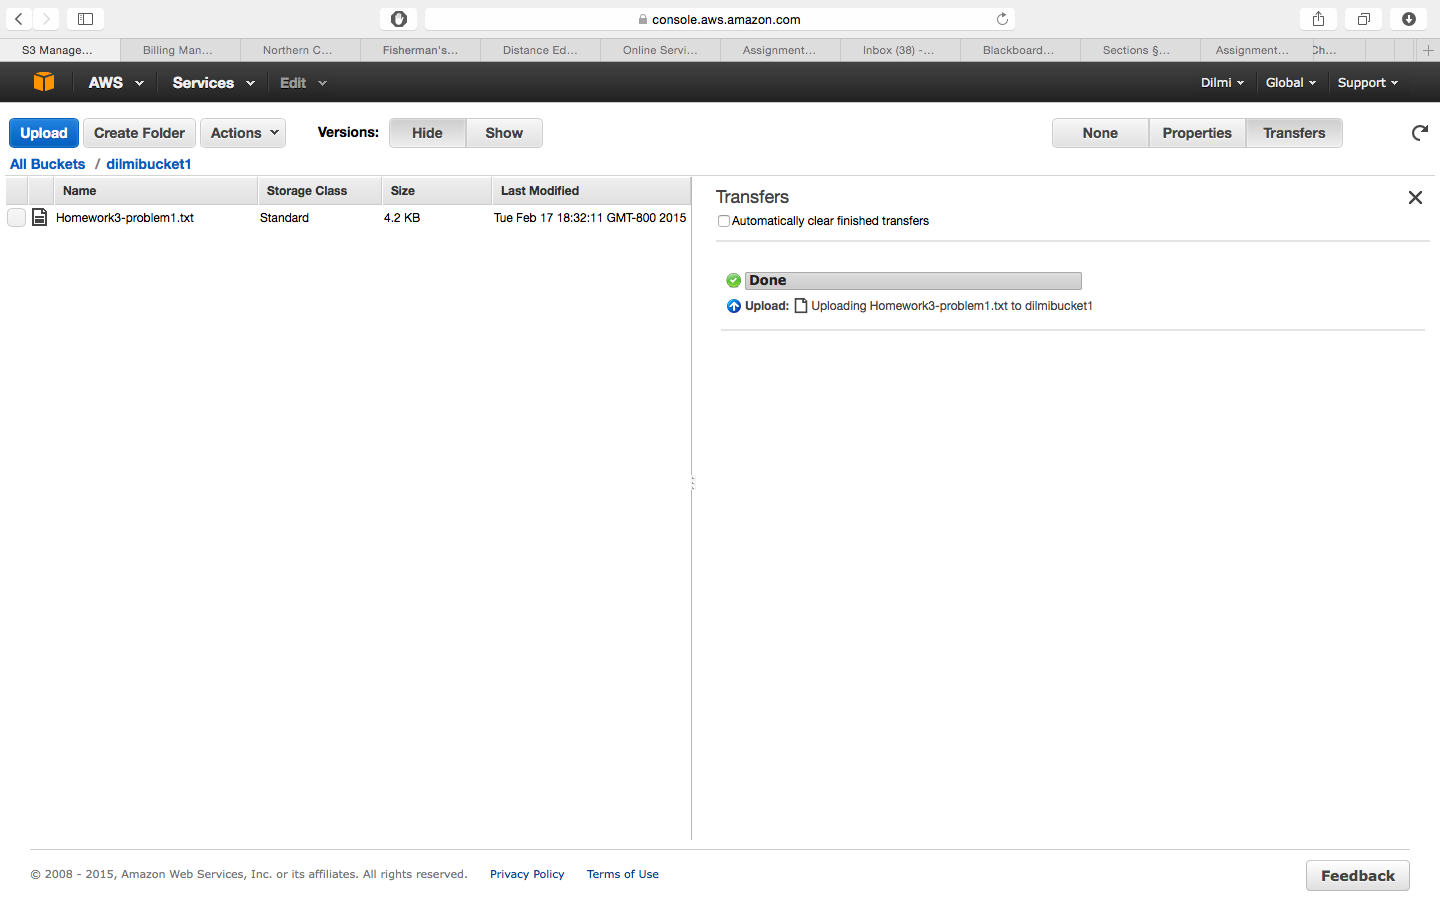 console.aws.amazon.com
S3 Manage... Billing Man... Northern C... Fisherman's... Distance Ed... Online Servi... Assignment... Inbox (38) -... Blackboard... Sections §... Assignment... Ch...
AWS Services Edit Dilmi Global Support
Upload Create Folder Actions Versions: Hide Show None Properties Transfers
All Buckets / dilmibucket1
Name Storage Class Size Last Modified
Homework3-problem1.txt Standard 4.2 KB Tue Feb 17 18:32:11 GMT-800 2015
Transfers
Automatically clear finished transfers
Done
Upload: Uploading Homework3-problem1.txt to dilmibucket1
© 2008 - 2015, Amazon Web Services, Inc. or its affiliates. All rights reserved. Privacy Policy Terms of Use Feedback